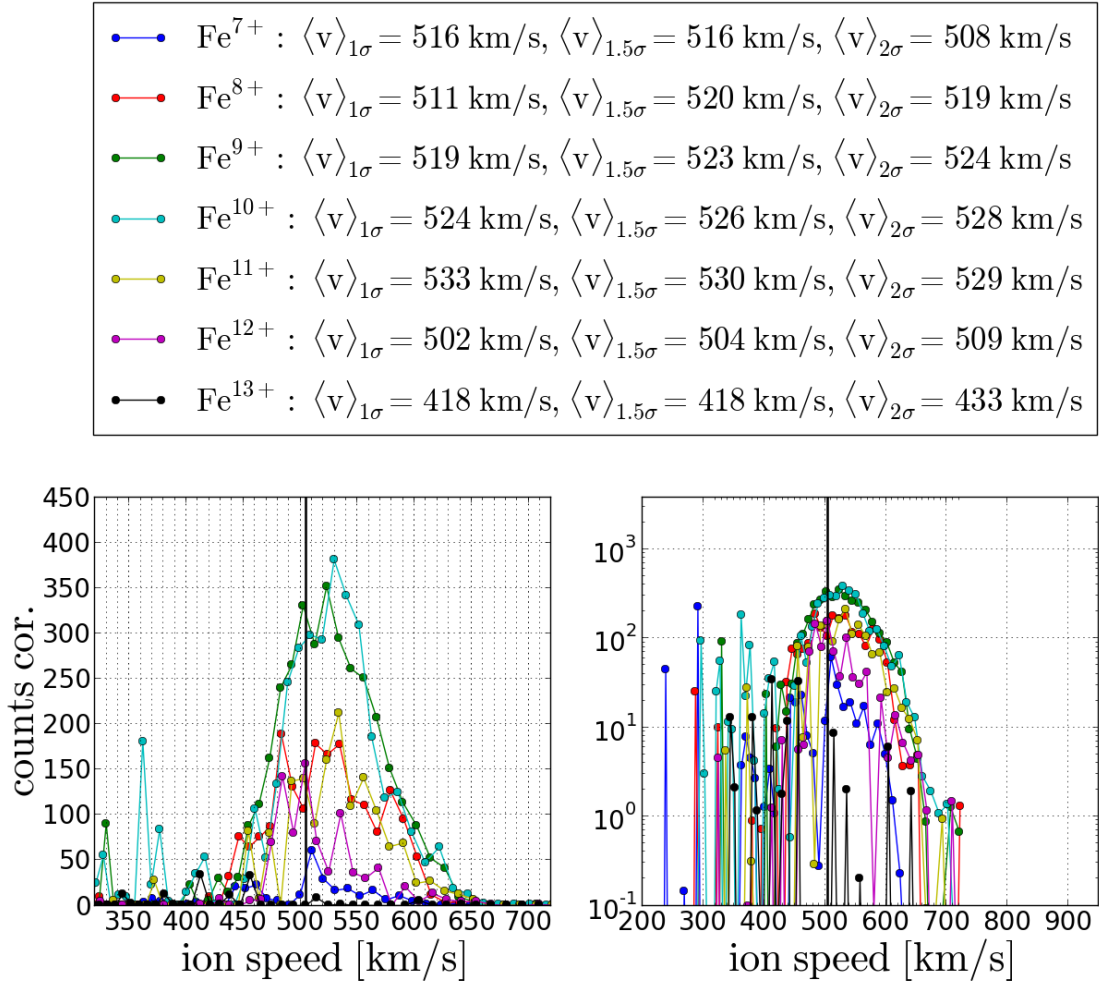 Fe⁷⁺ : ⟨v⟩₁σ = 516 km/s, ⟨v⟩₁.₅σ = 516 km/s, ⟨v⟩₂σ = 508 km/s
Fe⁸⁺ : ⟨v⟩₁σ = 511 km/s, ⟨v⟩₁.₅σ = 520 km/s, ⟨v⟩₂σ = 519 km/s
Fe⁹⁺ : ⟨v⟩₁σ = 519 km/s, ⟨v⟩₁.₅σ = 523 km/s, ⟨v⟩₂σ = 524 km/s
Fe¹⁰⁺ : ⟨v⟩₁σ = 524 km/s, ⟨v⟩₁.₅σ = 526 km/s, ⟨v⟩₂σ = 528 km/s
Fe¹¹⁺ : ⟨v⟩₁σ = 533 km/s, ⟨v⟩₁.₅σ = 530 km/s, ⟨v⟩₂σ = 529 km/s
Fe¹²⁺ : ⟨v⟩₁σ = 502 km/s, ⟨v⟩₁.₅σ = 504 km/s, ⟨v⟩₂σ = 509 km/s
Fe¹³⁺ : ⟨v⟩₁σ = 418 km/s, ⟨v⟩₁.₅σ = 418 km/s, ⟨v⟩₂σ = 433 km/s
counts cor.
450
400
350
300
250
200
150
100
50
0
350 400 450 500 550 600 650 700
ion speed [km/s]
10³
10²
10¹
10⁰
10⁻¹
200 300 400 500 600 700 800 900
ion speed [km/s]